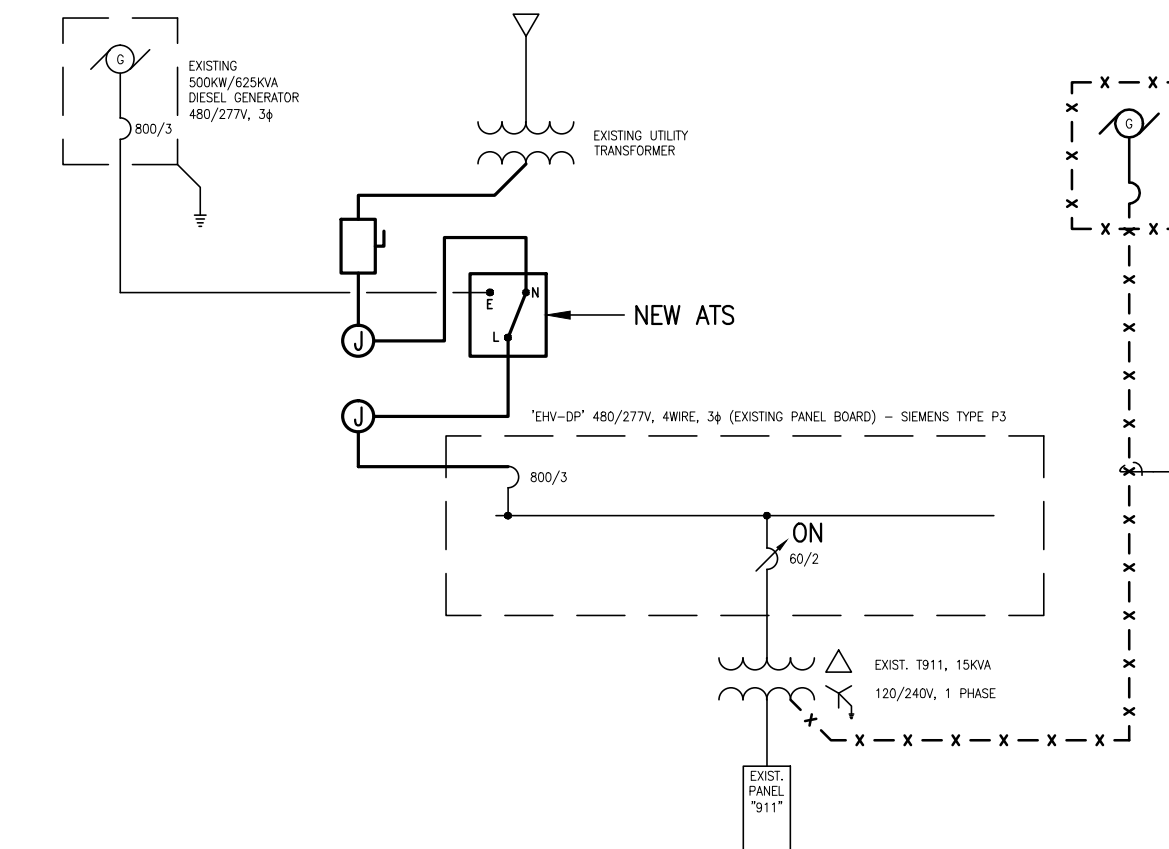 G
EXISTING
500KW/625KVA
DIESEL GENERATOR
480/277V, 3ϕ
800/3
EXISTING UTILITY
TRANSFORMER
G
E
N
L
NEW ATS
J
J
'EHV-DP' 480/277V, 4WIRE, 3ϕ (EXISTING PANEL BOARD) – SIEMENS TYPE P3
800/3
ON
60/2
EXIST. T911, 15KVA
120/240V, 1 PHASE
EXIST.
PANEL
"911"